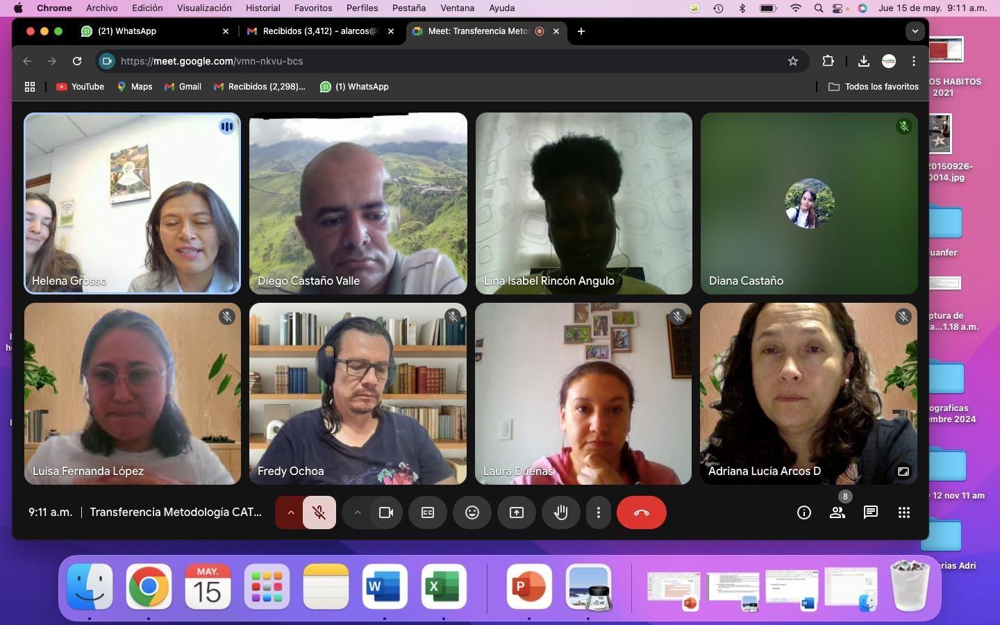 Chrome Archivo Edición Visualización Historial Favoritos Perfiles Pestaña Ventana Ayuda
Jue 15 de may. 9:11 a.m.
(21) WhatsApp
Recibidos (3,412) - alarcos@
Meet: Transferencia Meto
https://meet.google.com/vmn-nkvu-bcs
YouTube
Maps
Gmail
Recibidos (2,298)...
(1) WhatsApp
Todos los favoritos
OS HABITOS
2021
20150926-
0014.jpg
uanfer
ptura de
a...1.18 a.m.
ograficas
embre 2024
12 nov 11 am
rias Adri
Helena Grosso
Diego Castaño Valle
Lina Isabel Rincón Angulo
Diana Castaño
Luisa Fernanda López
Fredy Ochoa
Laura Dueñas
Adriana Lucía Arcos D
9:11 a.m. | Transferencia Metodología CAT...
8
MAY.
15